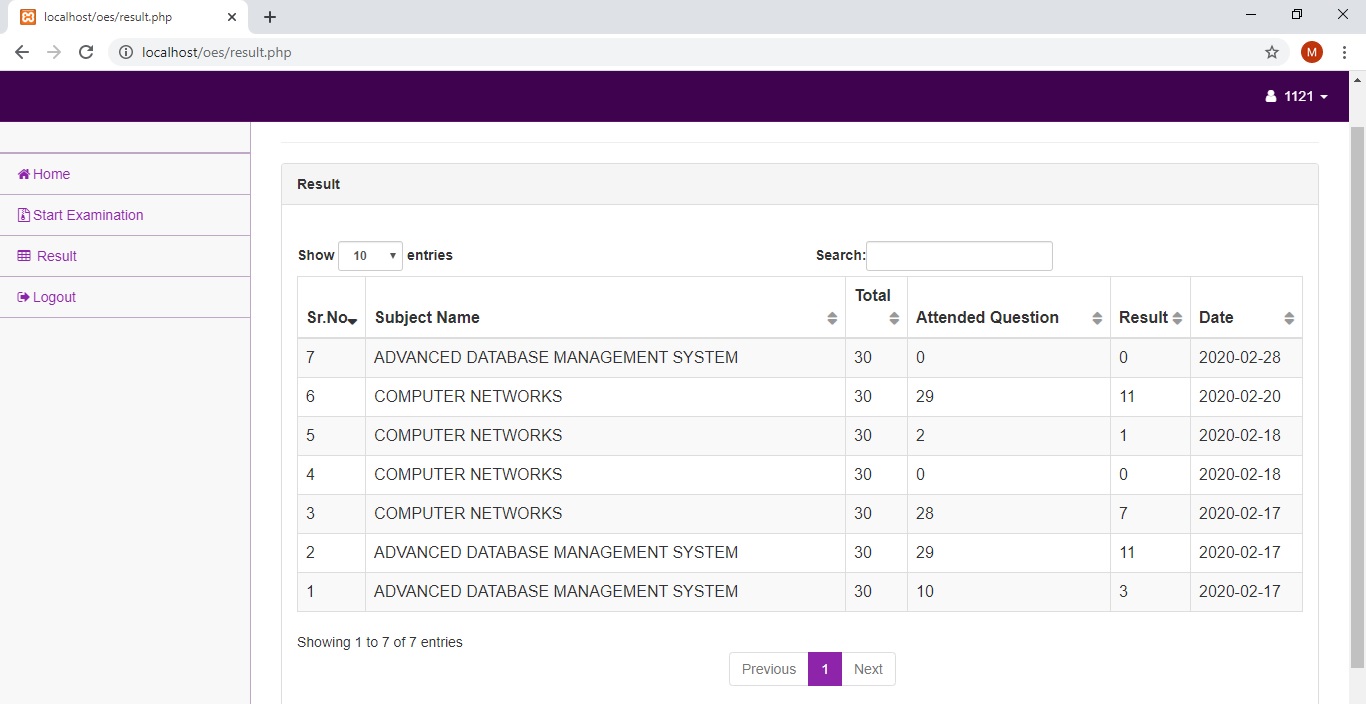 localhost/oes/result.php
localhost/oes/result.php
M
1121
Home
Start Examination
Result
Logout
Result
Show 10 entries Search:
Sr.No Subject Name Total Attended Question Result Date
7 ADVANCED DATABASE MANAGEMENT SYSTEM 30 0 0 2020-02-28
6 COMPUTER NETWORKS 30 29 11 2020-02-20
5 COMPUTER NETWORKS 30 2 1 2020-02-18
4 COMPUTER NETWORKS 30 0 0 2020-02-18
3 COMPUTER NETWORKS 30 28 7 2020-02-17
2 ADVANCED DATABASE MANAGEMENT SYSTEM 30 29 11 2020-02-17
1 ADVANCED DATABASE MANAGEMENT SYSTEM 30 10 3 2020-02-17
Showing 1 to 7 of 7 entries
Previous 1 Next